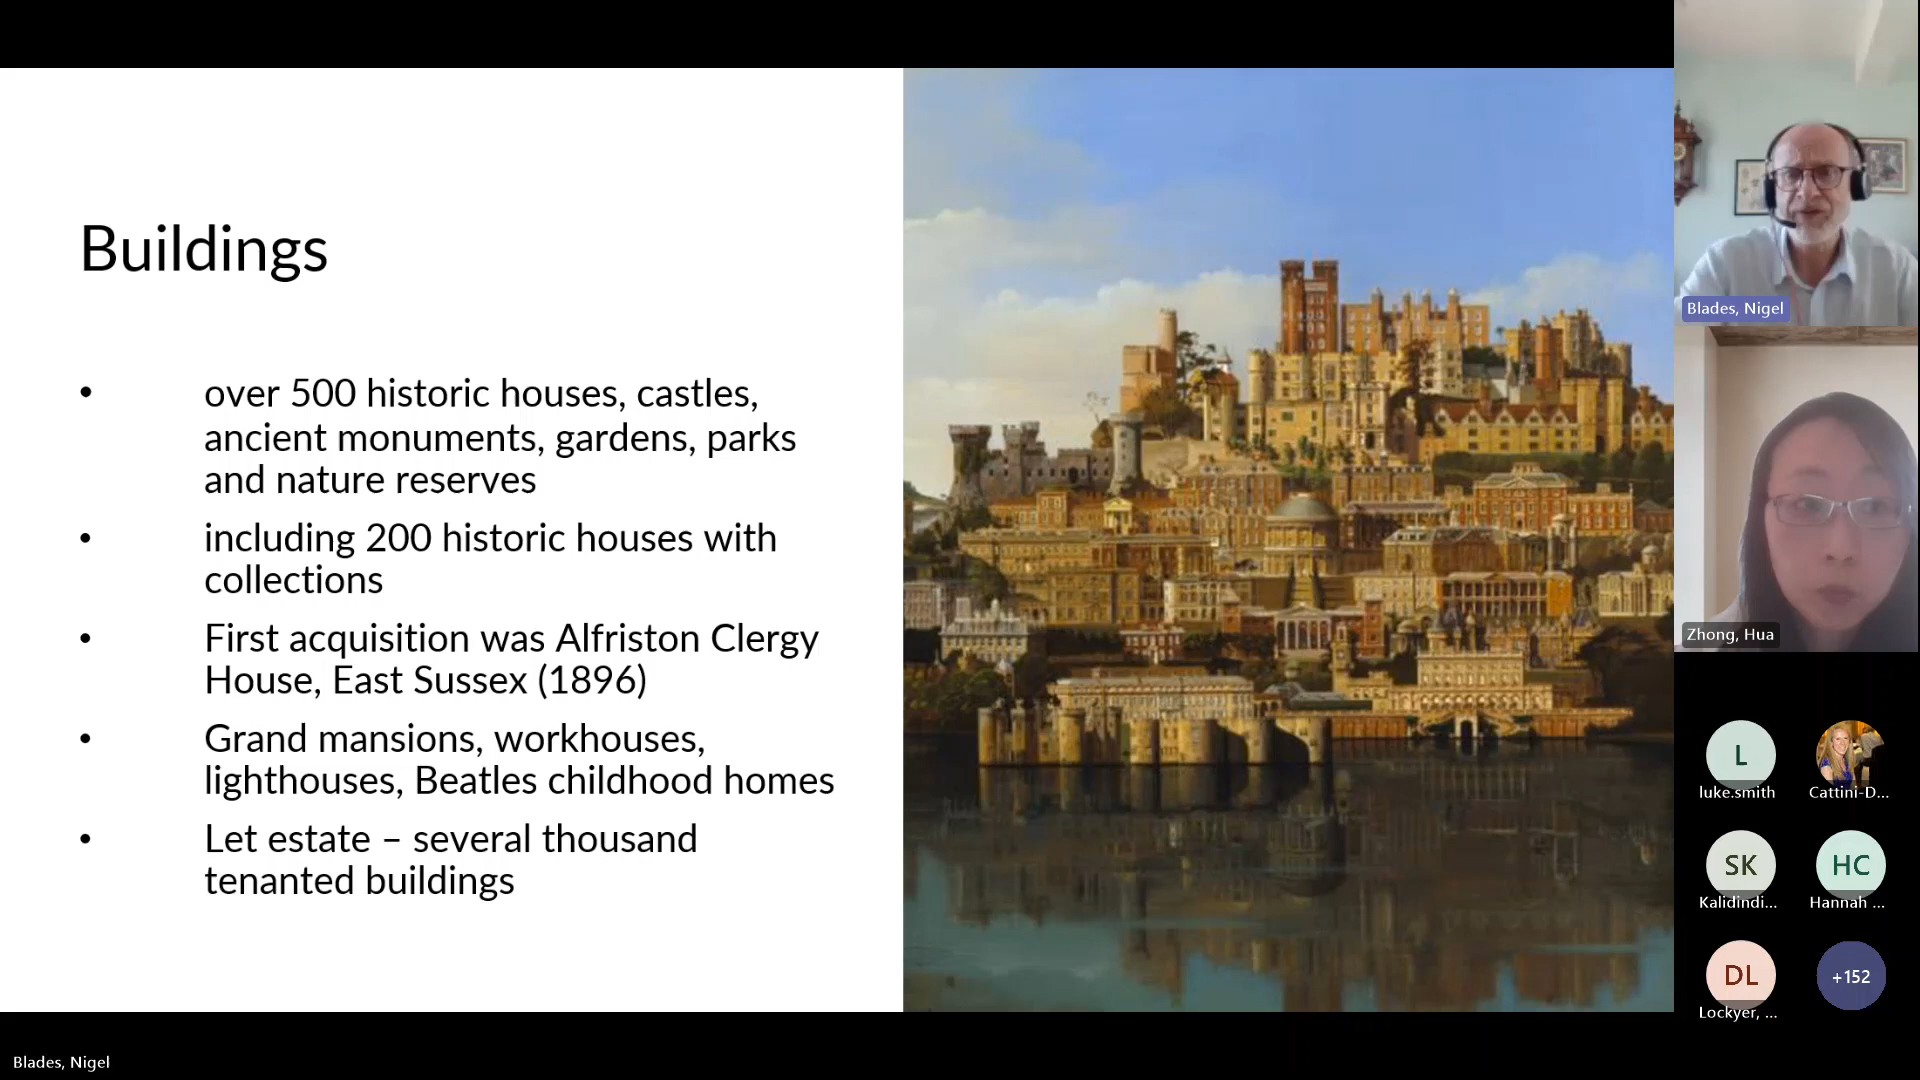 Buildings
• over 500 historic houses, castles,
ancient monuments, gardens, parks
and nature reserves
• including 200 historic houses with
collections
• First acquisition was Alfriston Clergy
House, East Sussex (1896)
• Grand mansions, workhouses,
lighthouses, Beatles childhood homes
• Let estate – several thousand
tenanted buildings
Blades, Nigel
Zhong, Hua
L
luke.smith
Cattini-D...
SK
Kalidindi...
HC
Hannah ...
DL
Lockyer, ...
+152
Blades, Nigel